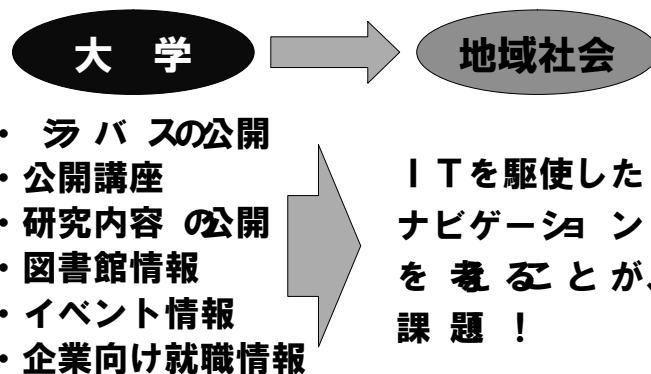 大 学
地域社会
・ シラバスの公開
・公開講座
・研究内容の公開
・図書館情報
・イベント情報
・企業向け就職情報
ＩＴを駆使した
ナビゲーション
を考えることが、
課題！